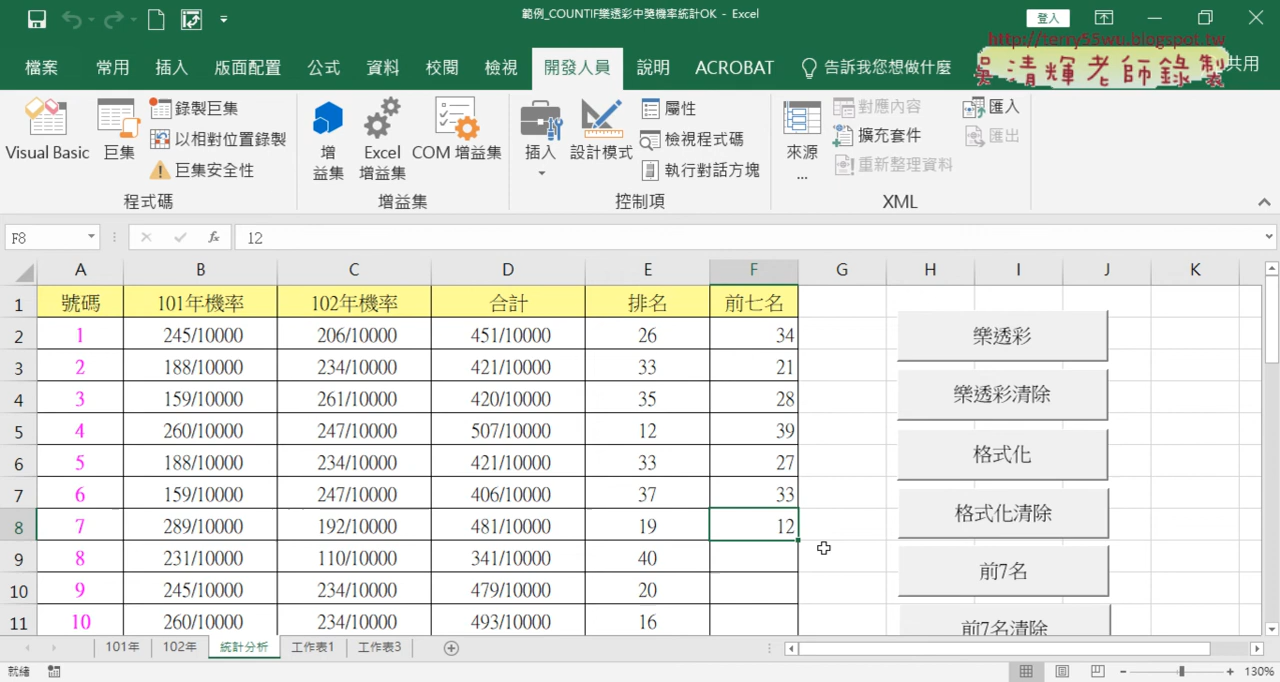 範例_COUNTIF樂透彩中獎機率統計OK - Excel
登入
http://terry55wu.blogspot.tw
吳清輝老師錄製
檔案 常用 插入 版面配置 公式 資料 校閱 檢視 開發人員 說明 ACROBAT 告訴我您想做什麼 共用
Visual Basic 巨集 錄製巨集 以相對位置錄製 巨集安全性
程式碼
增益集 Excel 增益集 COM 增益集
增益集
插入 設計模式 屬性 檢視程式碼 執行對話方塊
控制項
來源 ... 對應內容 擴充套件 重新整理資料 匯入 匯出
XML
F8 fx 12
A B C D E F G H I J K
1 號碼 101年機率 102年機率 合計 排名 前七名
2 1 245/10000 206/10000 451/10000 26 34
3 2 188/10000 234/10000 421/10000 33 21
4 3 159/10000 261/10000 420/10000 35 28
5 4 260/10000 247/10000 507/10000 12 39
6 5 188/10000 234/10000 421/10000 33 27
7 6 159/10000 247/10000 406/10000 37 33
8 7 289/10000 192/10000 481/10000 19 12
9 8 231/10000 110/10000 341/10000 40
10 9 245/10000 234/10000 479/10000 20
11 10 260/10000 234/10000 493/10000 16
樂透彩
樂透彩清除
格式化
格式化清除
前7名
前7名清除
101年 102年 統計分析 工作表1 工作表3
就緒 130%